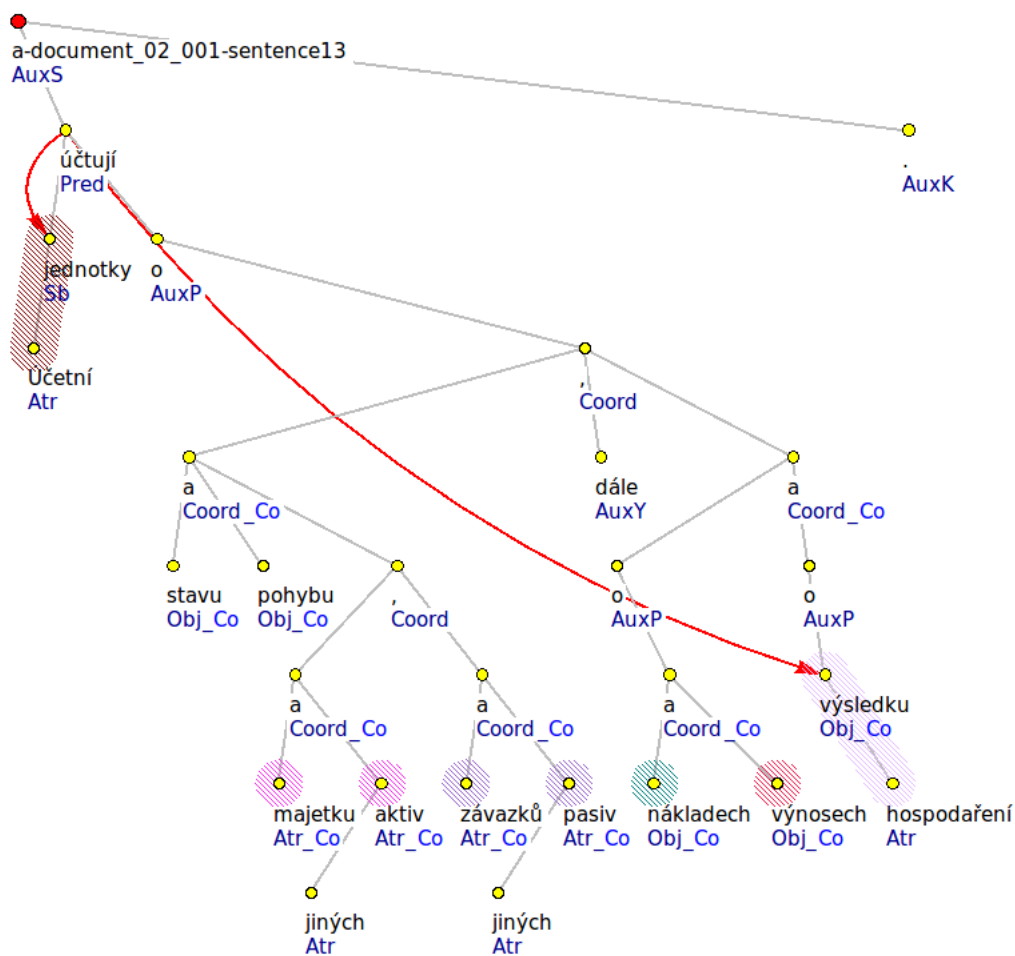 a-document_02_001-sentence13
AuxS
účtují
Pred
.
AuxK
jednotky
Sb
o
AuxP
Účetní
Atr
,
Coord
a
Coord_Co
dále
AuxY
a
Coord_Co
stavu
Obj_Co
pohybu
Obj_Co
,
Coord
o
AuxP
o
AuxP
a
Coord_Co
a
Coord_Co
a
Coord_Co
výsledku
Obj_Co
majetku
Atr_Co
aktiv
Atr_Co
závazků
Atr_Co
pasiv
Atr_Co
nákladech
Obj_Co
výnosech
Obj_Co
hospodaření
Atr
jiných
Atr
jiných
Atr